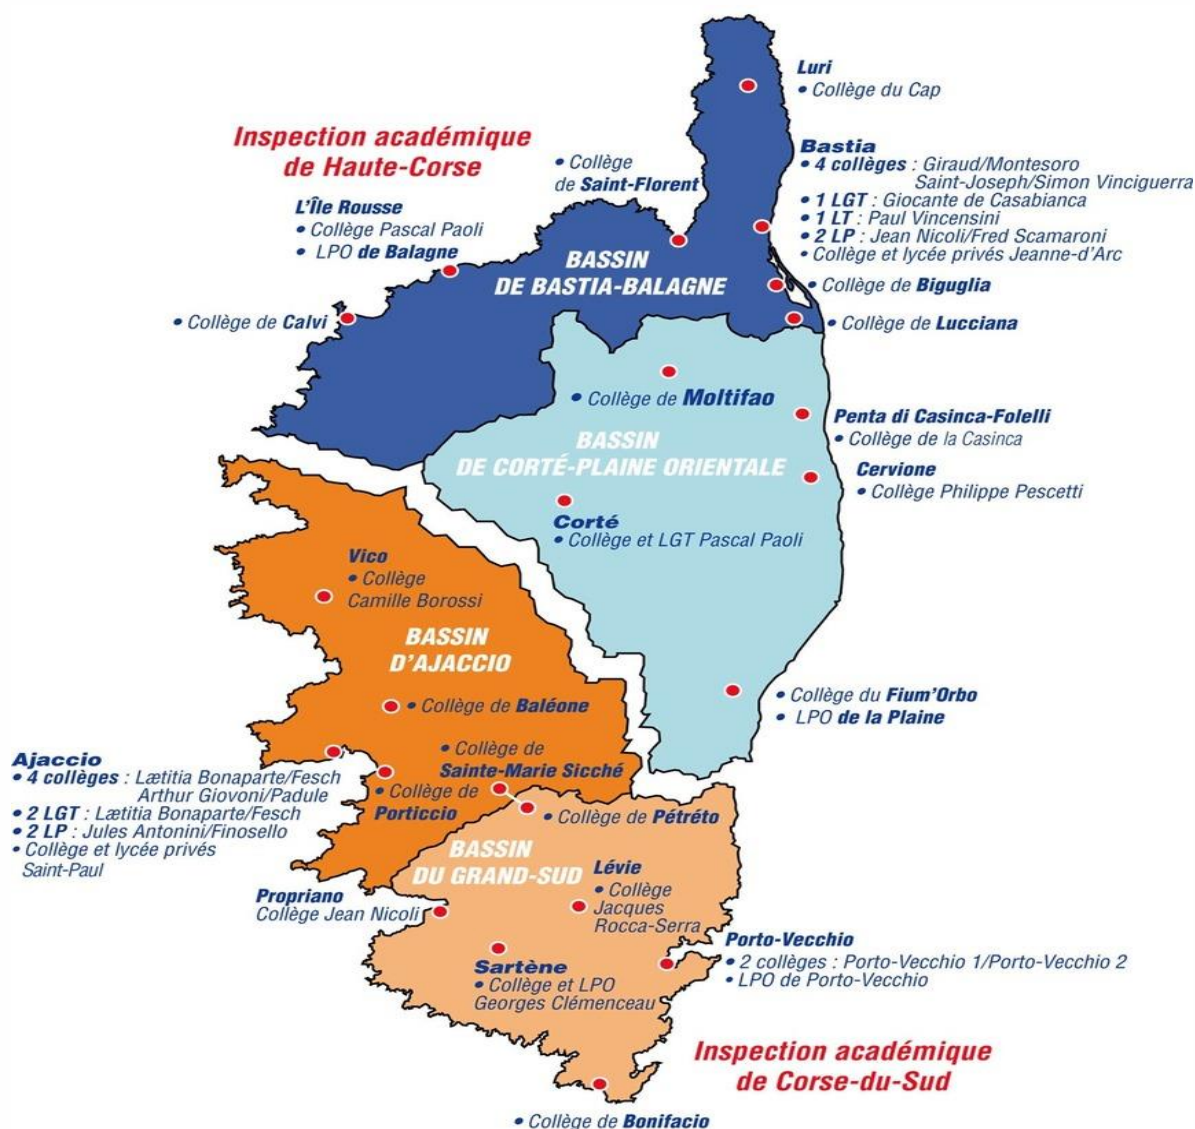 Luri
• Collège du Cap
Inspection académique
de Haute-Corse
Bastia
• 4 collèges : Giraud/Montesoro
Saint-Joseph/Simon Vinciguerra
• 1 LGT : Giocante de Casabianca
• 1 LT : Paul Vincensini
• 2 LP : Jean Nicoli/Fred Scamaroni
• Collège et lycée privés Jeanne-d'Arc
• Collège
de Saint-Florent
L'Île Rousse
• Collège Pascal Paoli
• LPO de Balagne
BASSIN
DE BASTIA-BALAGNE
• Collège de Biguglia
• Collège de Calvi
• Collège de Lucciana
• Collège de Moltifao
Penta di Casinca-Folelli
• Collège de la Casinca
BASSIN
DE CORTÉ-PLAINE ORIENTALE
Cervione
• Collège Philippe Pescetti
Corté
• Collège et LGT Pascal Paoli
Vico
• Collège
Camille Borossi
BASSIN
D'AJACCIO
• Collège de Baléone
• Collège du Fium'Orbo
• LPO de la Plaine
Ajaccio
• 4 collèges : Lætitia Bonaparte/Fesch
Arthur Giovoni/Padule
• 2 LGT : Lætitia Bonaparte/Fesch
• 2 LP : Jules Antonini/Finosello
• Collège et lycée privés
Saint-Paul
• Collège de
Sainte-Marie Sicché
• Collège de
Porticcio
• Collège de Pétréto
BASSIN
DU GRAND-SUD
Lévie
• Collège
Jacques
Rocca-Serra
Propriano
Collège Jean Nicoli
Porto-Vecchio
• 2 collèges : Porto-Vecchio 1/Porto-Vecchio 2
• LPO de Porto-Vecchio
Sartène
• Collège et LPO
Georges Clémenceau
Inspection académique
de Corse-du-Sud
• Collège de Bonifacio